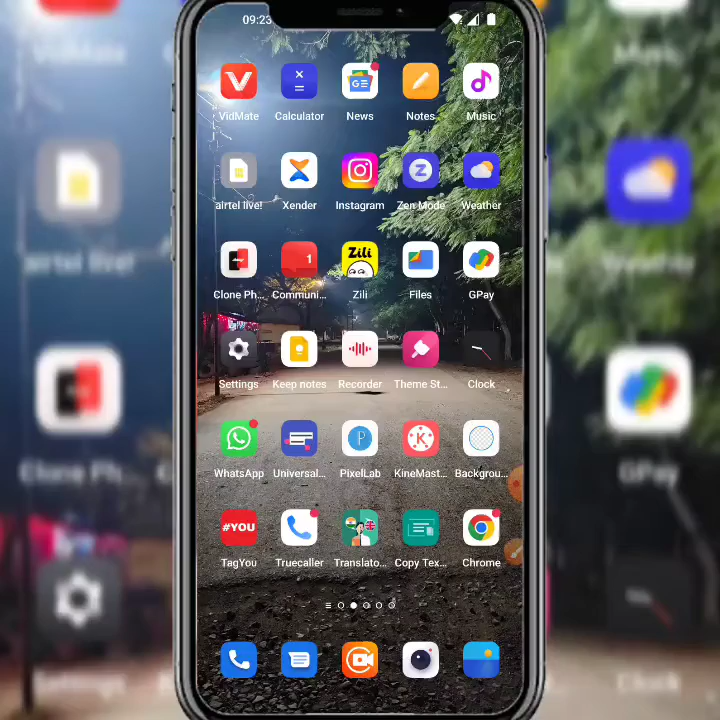 09:23
VidMate Calculator News Notes Music
airtel live! Xender Instagram Zen Mode Weather
1
Zili
Clone Ph... Communi... Zili Files GPay
Settings Keep notes Recorder Theme St... Clock
WhatsApp Universal... PixelLab KineMast... Backgrou...
#YOU
TagYou Truecaller Translato... Copy Tex... Chrome